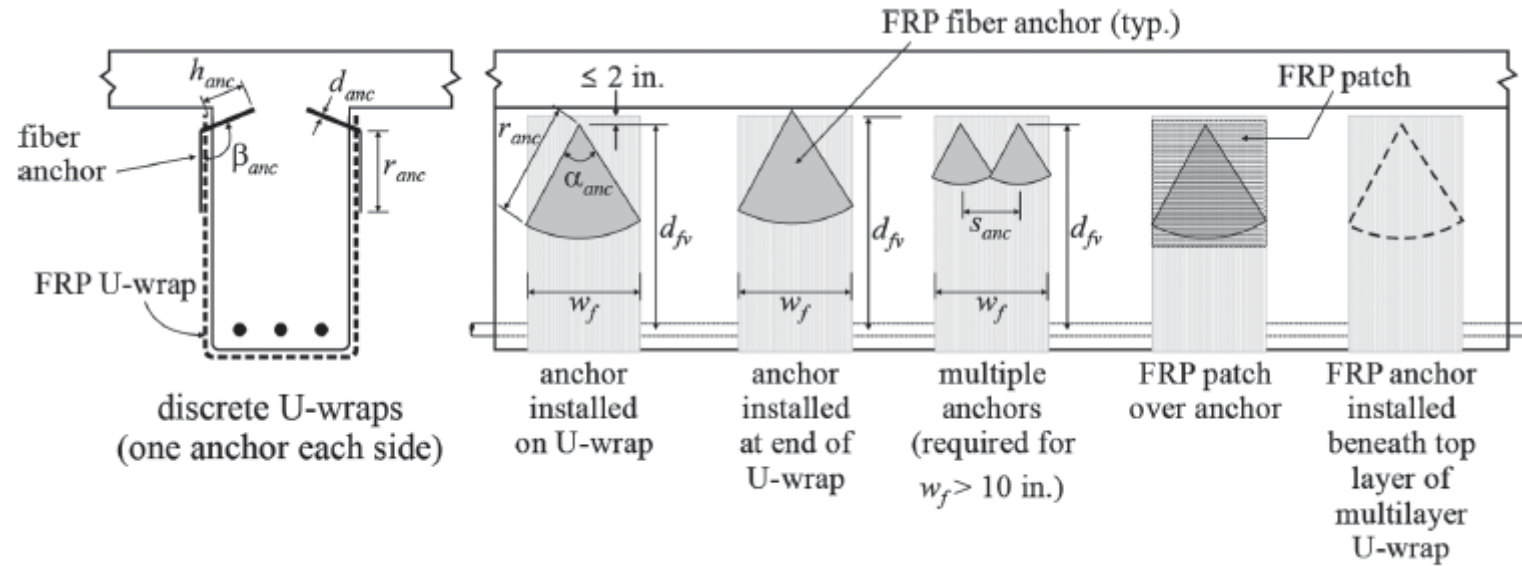 h_anc
d_anc
fiber
anchor
β_anc
r_anc
FRP U-wrap
discrete U-wraps
(one anchor each side)
FRP fiber anchor (typ.)
≤ 2 in.
FRP patch
r_anc
α_anc
d_fv
w_f
d_fv
w_f
s_anc
d_fv
w_f
anchor
installed
on U-wrap
anchor
installed
at end of
U-wrap
multiple
anchors
(required for
w_f > 10 in.)
FRP patch
over anchor
FRP anchor
installed
beneath top
layer of
multilayer
U-wrap